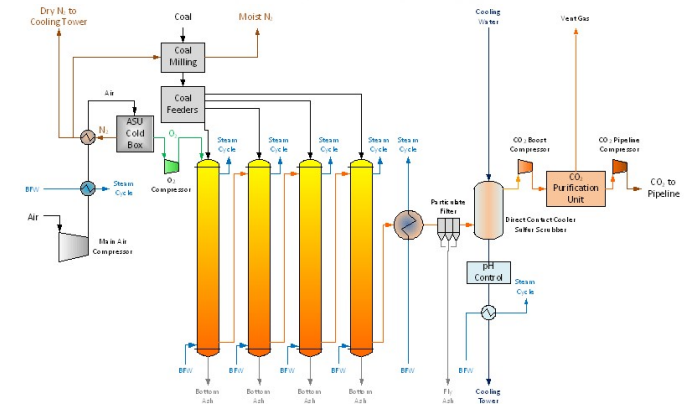 Dry N₂ to
Cooling Tower
Coal
Moist N₂
Cooling
Water
Vent Gas
Coal
Milling
Air
Coal
Feeders
ASU
Cold
Box
N₂
O₂
O₂
Compressor
Steam
Cycle
Steam
Cycle
Steam
Cycle
Steam
Cycle
Steam
Cycle
CO₂ Boost
Compressor
CO₂ Pipeline
Compressor
BFW
Steam
Cycle
CO₂
Purification
Unit
CO₂ to
Pipeline
Air
Main Air
Compressor
Particulate
Filter
Direct Contact Cooler
Sulfer Scrubber
pH
Control
Steam
Cycle
BFW
BFW
BFW
BFW
BFW
BFW
Bottom
Ash
Bottom
Ash
Bottom
Ash
Bottom
Ash
Fly
Ash
Cooling
Tower